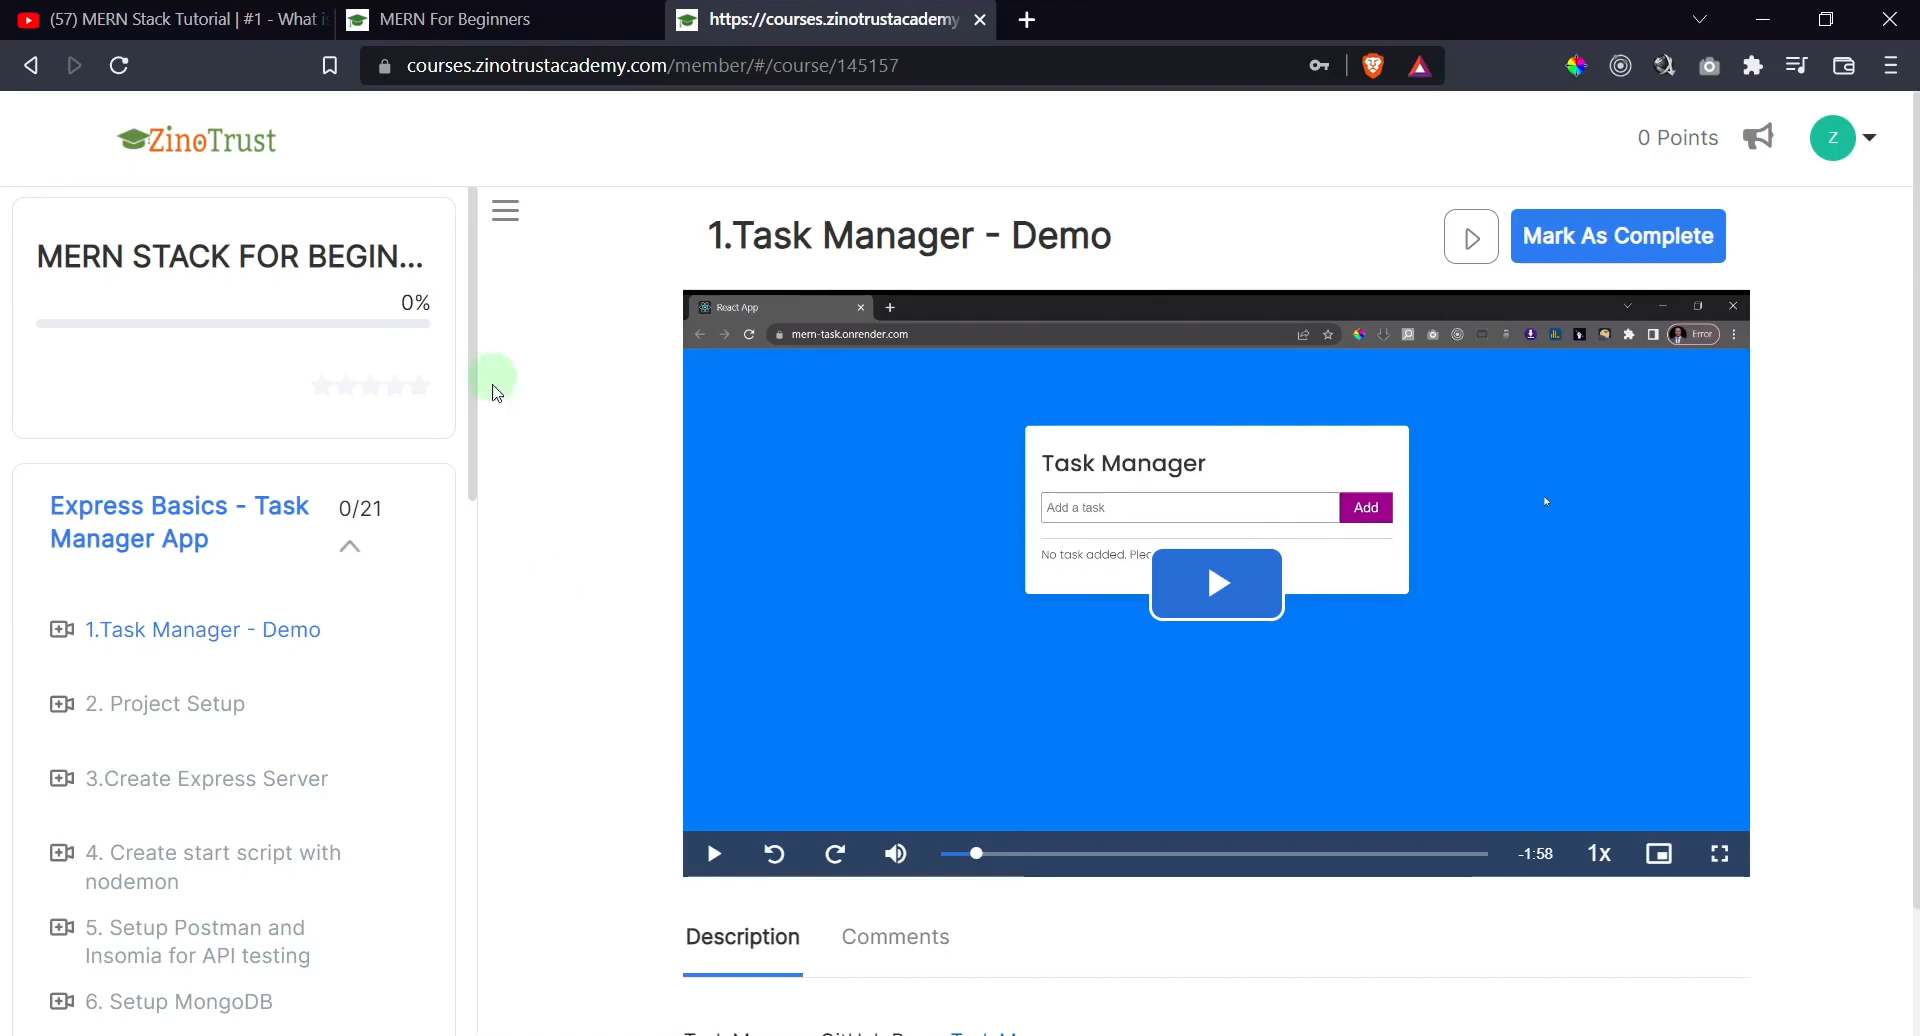 (57) MERN Stack Tutorial | #1 - What is
MERN For Beginners
https://courses.zinotrustacademy
courses.zinotrustacademy.com/member/#/course/145157
ZinoTrust
0 Points
Z
MERN STACK FOR BEGIN...
0%
Express Basics - Task
Manager App
0/21
1.Task Manager - Demo
2. Project Setup
3.Create Express Server
4. Create start script with
nodemon
5. Setup Postman and
Insomia for API testing
6. Setup MongoDB
1.Task Manager - Demo
Mark As Complete
React App
mern-task.onrender.com
Error
Task Manager
Add a task
Add
No task added.
-1:58
1x
Description
Comments